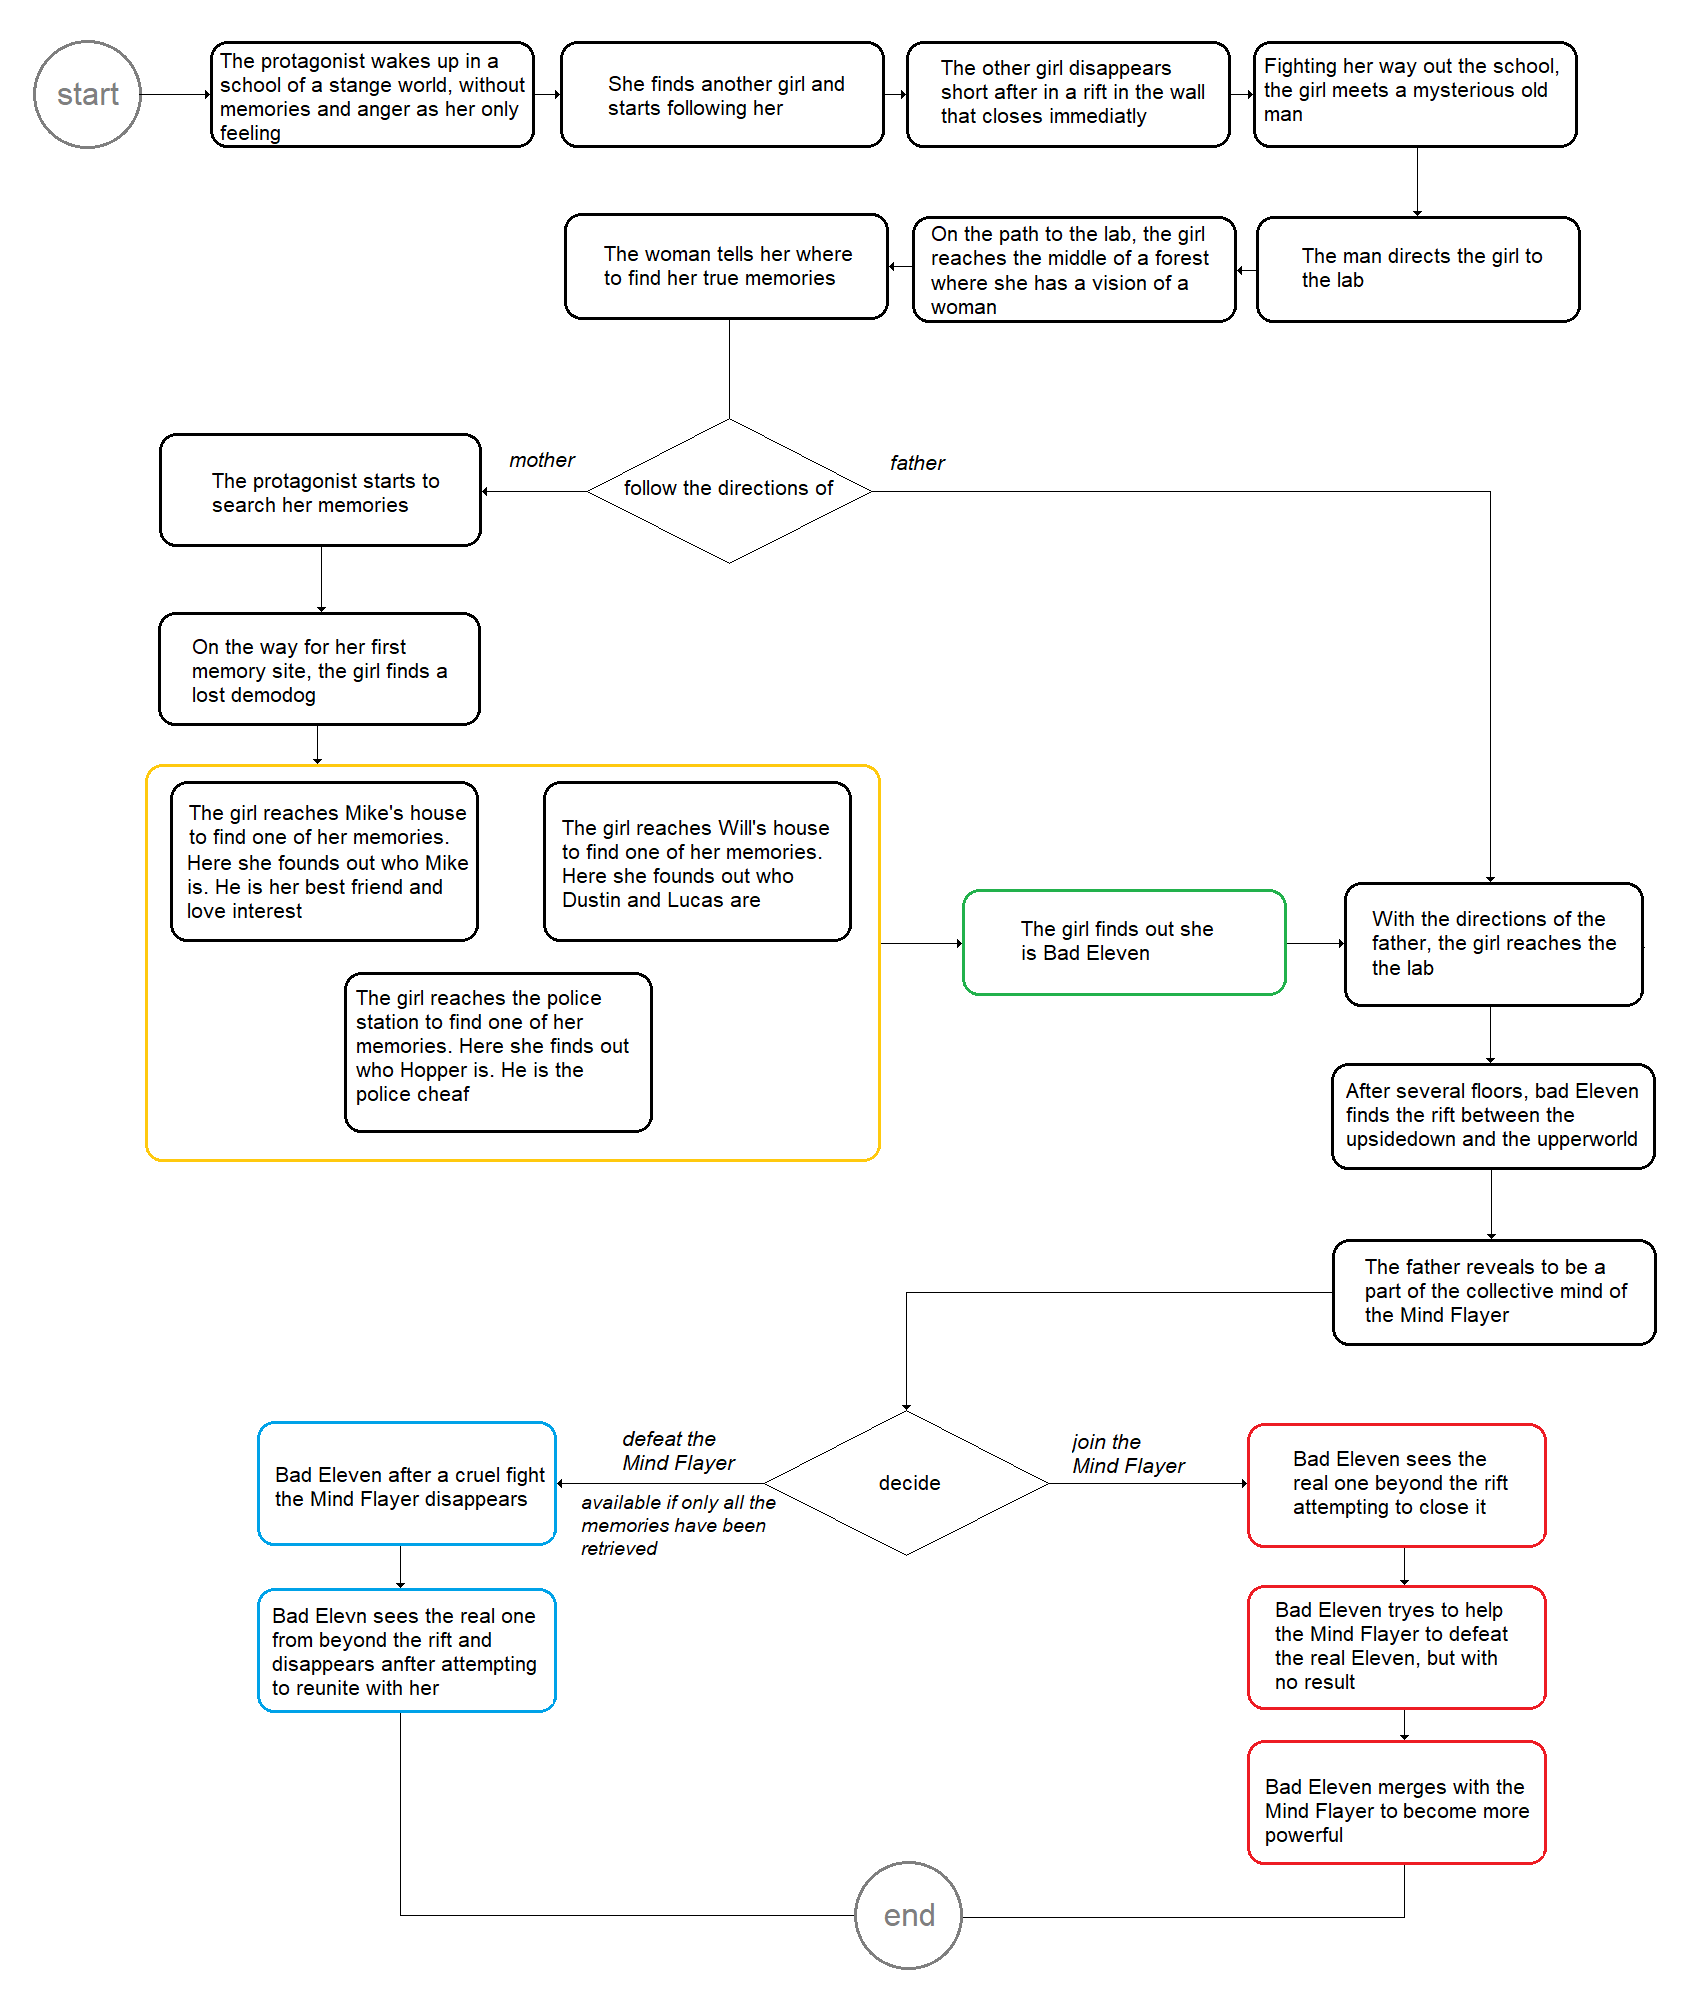 start
The protagonist wakes up in a
school of a stange world, without
memories and anger as her only
feeling
She finds another girl and
starts following her
The other girl disappears
short after in a rift in the wall
that closes immediatly
Fighting her way out the school,
the girl meets a mysterious old
man
The man directs the girl to
the lab
On the path to the lab, the girl
reaches the middle of a forest
where she has a vision of a
woman
The woman tells her where
to find her true memories
follow the directions of
mother
father
The protagonist starts to
search her memories
On the way for her first
memory site, the girl finds a
lost demodog
The girl reaches Mike's house
to find one of her memories.
Here she founds out who Mike
is. He is her best friend and
love interest
The girl reaches Will's house
to find one of her memories.
Here she founds out who
Dustin and Lucas are
The girl reaches the police
station to find one of her
memories. Here she finds out
who Hopper is. He is the
police cheaf
The girl finds out she
is Bad Eleven
With the directions of the
father, the girl reaches the
the lab
After several floors, bad Eleven
finds the rift between the
upsidedown and the upperworld
The father reveals to be a
part of the collective mind of
the Mind Flayer
decide
defeat the
Mind Flayer
available if only all the
memories have been
retrieved
join the
Mind Flayer
Bad Eleven after a cruel fight
the Mind Flayer disappears
Bad Elevn sees the real one
from beyond the rift and
disappears anfter attempting
to reunite with her
Bad Eleven sees the
real one beyond the rift
attempting to close it
Bad Eleven tryes to help
the Mind Flayer to defeat
the real Eleven, but with
no result
Bad Eleven merges with the
Mind Flayer to become more
powerful
end